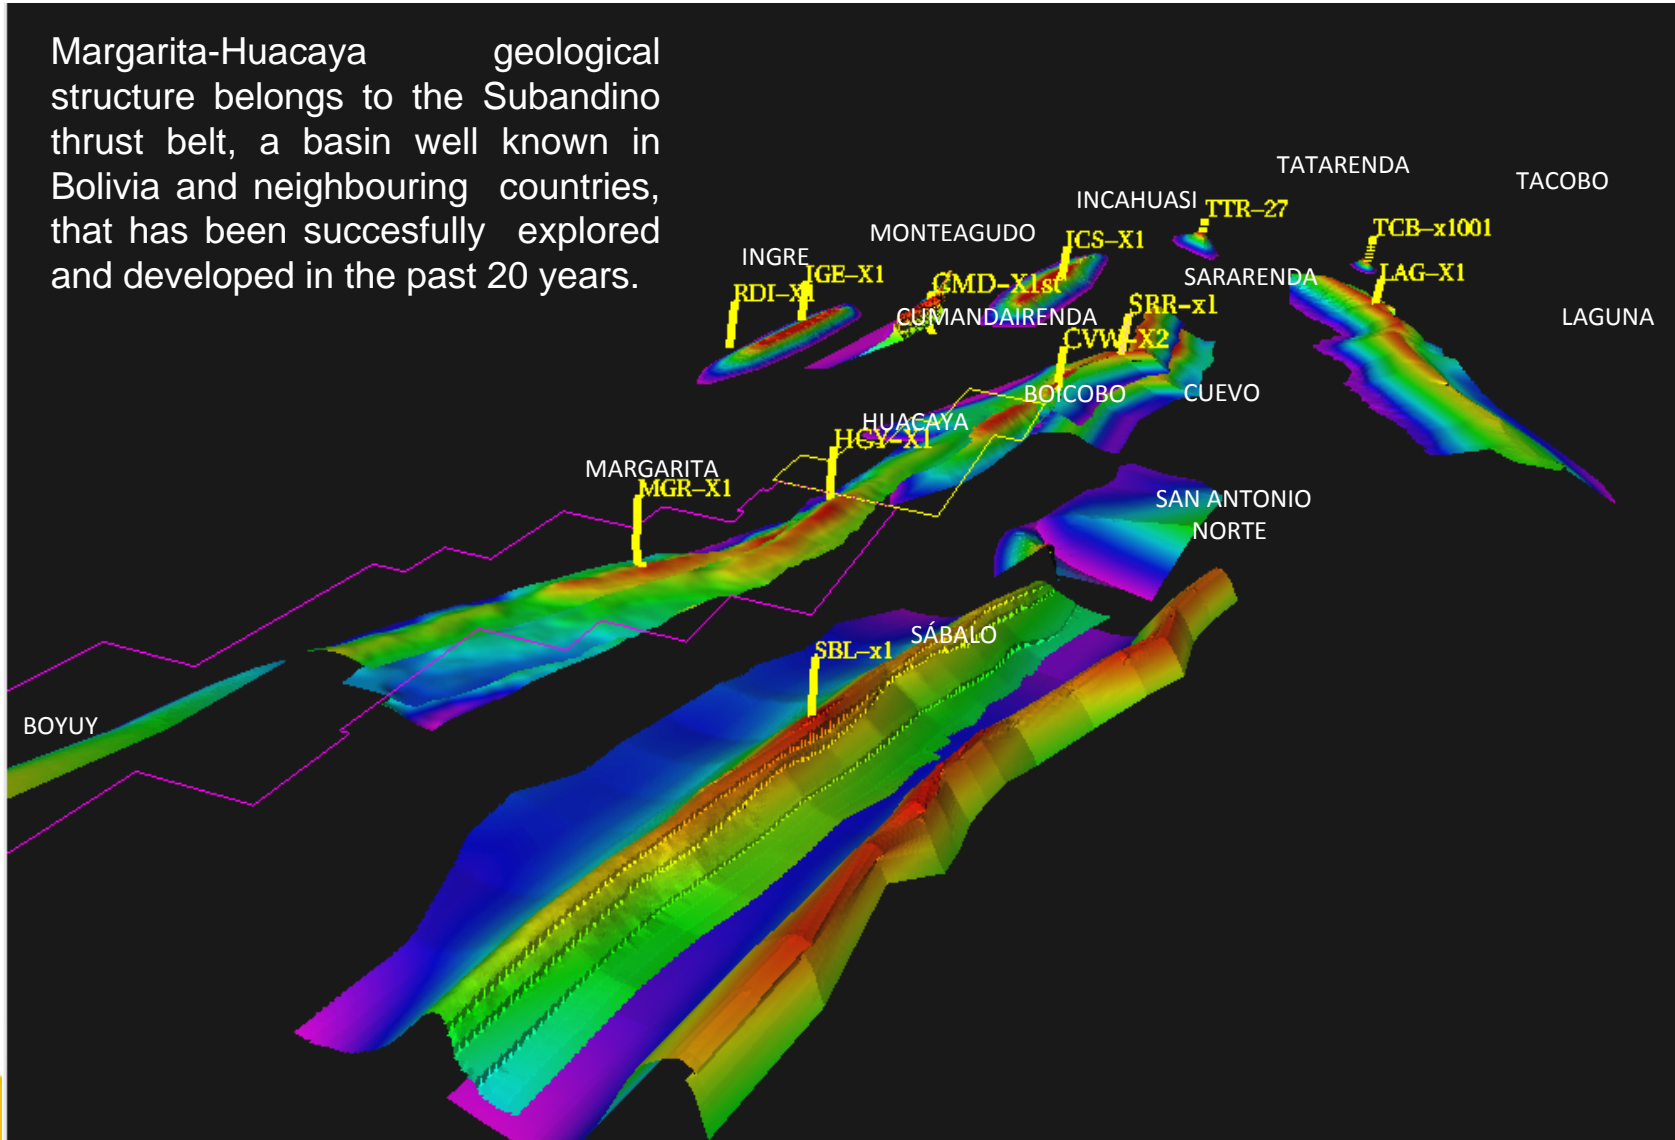 Margarita-Huacaya geological
structure belongs to the Subandino
thrust belt, a basin well known in
Bolivia and neighbouring countries,
that has been succesfully explored
and developed in the past 20 years.
TATARENDA
TACOBO
INCAHUASI
TTR-27
MONTEAGUDO
ICS-X1
TCB-x1001
INGRE
IGE-X1
RDI-X1
CMD-X1st
SARARENDA
LAG-X1
CUMANDAIRENDA
SRR-x1
LAGUNA
CVW-X2
BOICOBO
CUEVO
HUACAYA
HCY-X1
MARGARITA
MGR-X1
SAN ANTONIO
NORTE
SÁBALO
SBL-x1
BOYUY